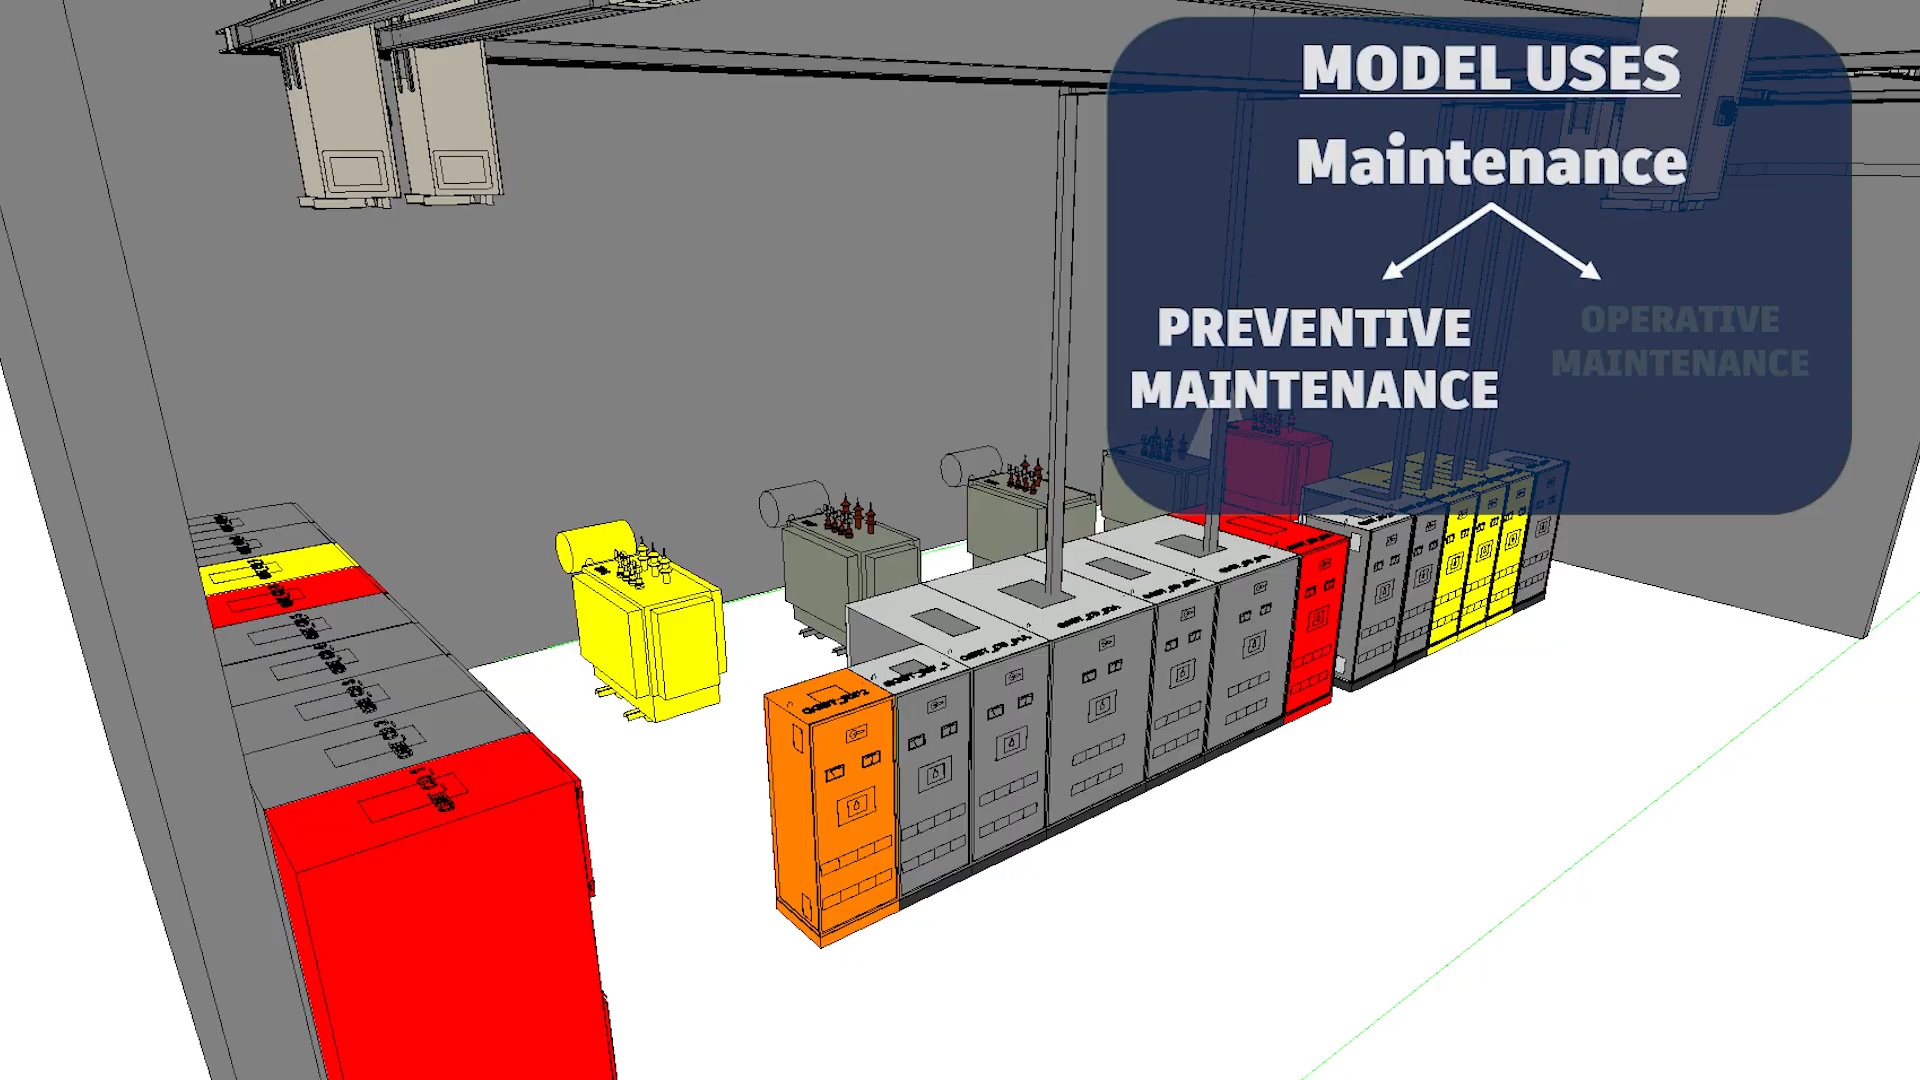 MODEL USES
Maintenance
PREVENTIVE
MAINTENANCE
OPERATIVE
MAINTENANCE